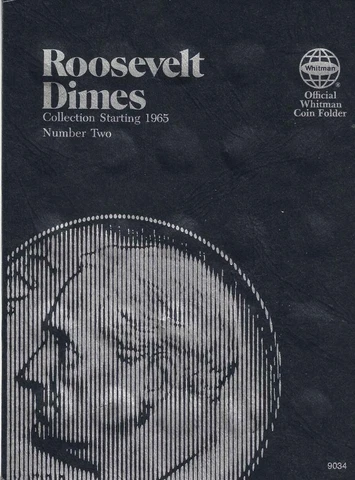 Roosevelt
Dimes
Collection Starting 1965
Number Two
Whitman
®
Official
Whitman
Coin Folder
9034